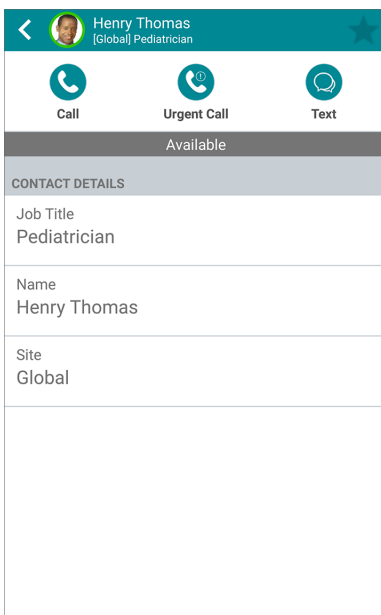 Henry Thomas
[Global] Pediatrician
Call
Urgent Call
Text
Available
CONTACT DETAILS
Job Title
Pediatrician
Name
Henry Thomas
Site
Global